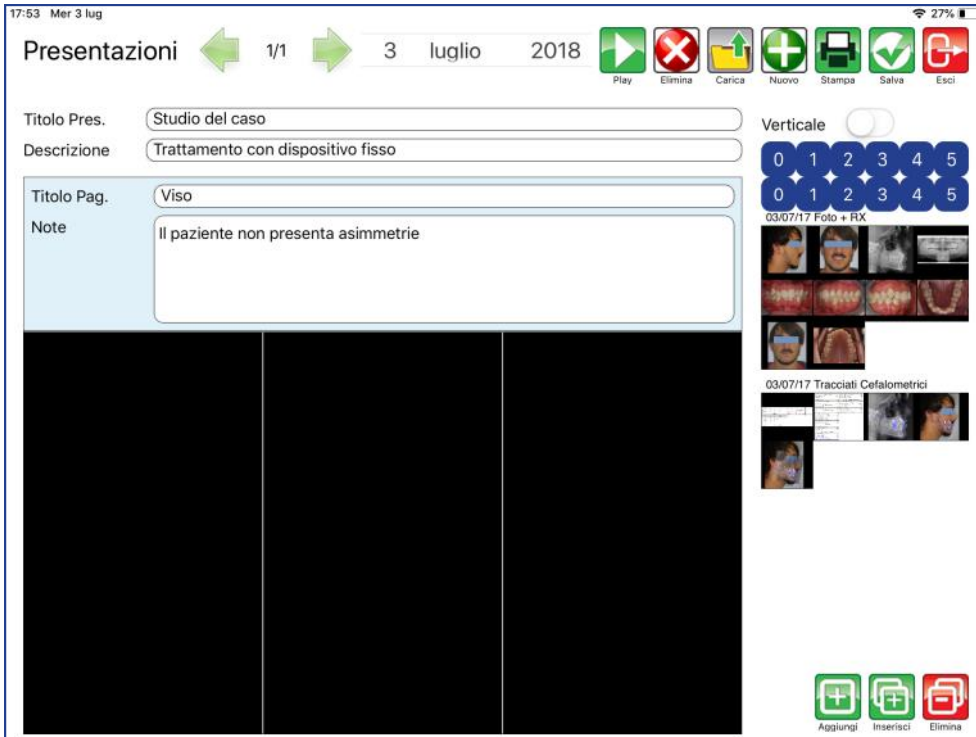 17:53 Mer 3 lug 27%
Presentazioni 1/1 3 luglio 2018
Play Elimina Carica Nuovo Stampa Salva Esci
Titolo Pres. Studio del caso
Descrizione Trattamento con dispositivo fisso
Titolo Pag. Viso
Note Il paziente non presenta asimmetrie
Verticale
0 1 2 3 4 5
0 1 2 3 4 5
03/07/17 Foto + RX
03/07/17 Tracciati Cefalometrici
Aggiungi Inserisci Elimina